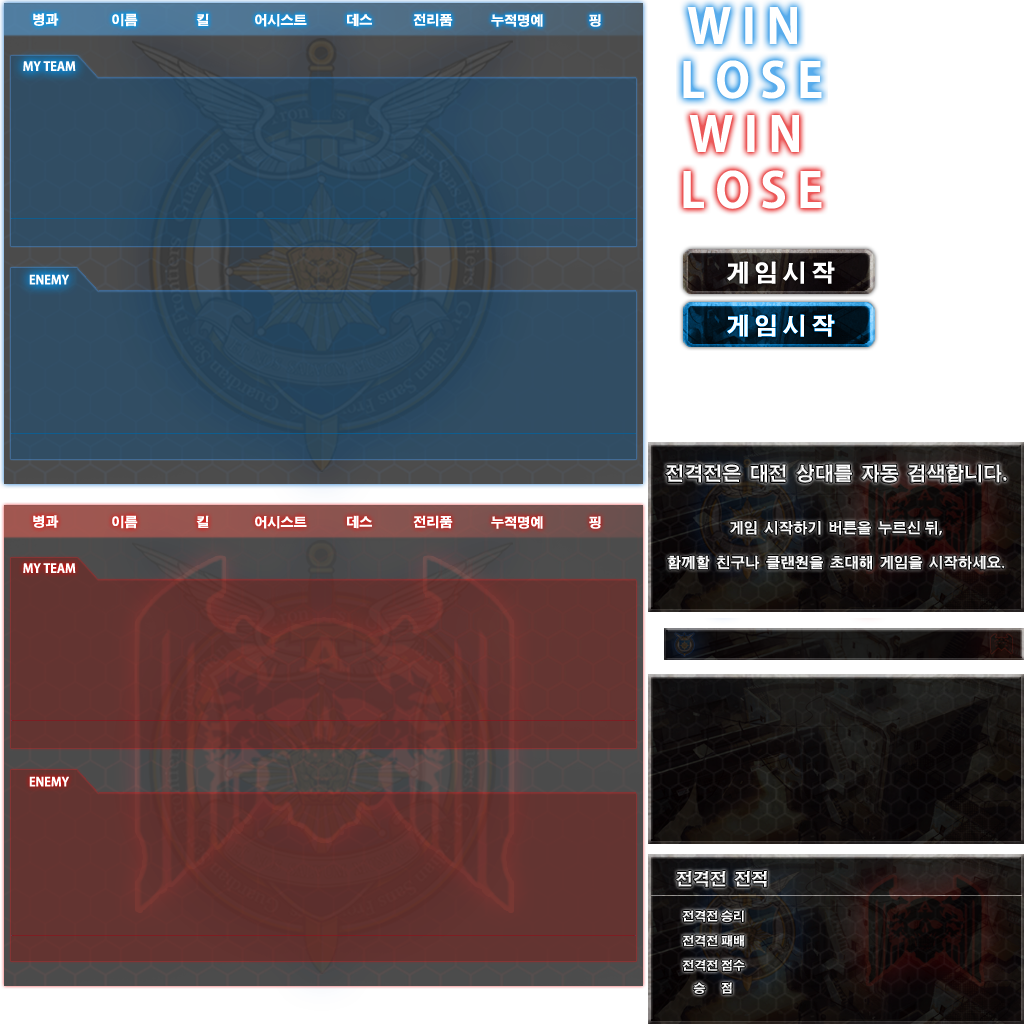 병과 이름 킬 어시스트 데스 전리품 누적명예 핑
MY TEAM
ENEMY
병과 이름 킬 어시스트 데스 전리품 누적명예 핑
MY TEAM
ENEMY
WIN
LOSE
WIN
LOSE
게임시작
게임시작
전격전은 대전 상대를 자동 검색합니다.
게임 시작하기 버튼을 누르신 뒤,
함께할 친구나 클랜원을 초대해 게임을 시작하세요.
전격전 전적
전격전 승리
전격전 패배
전격전 점수
승 점